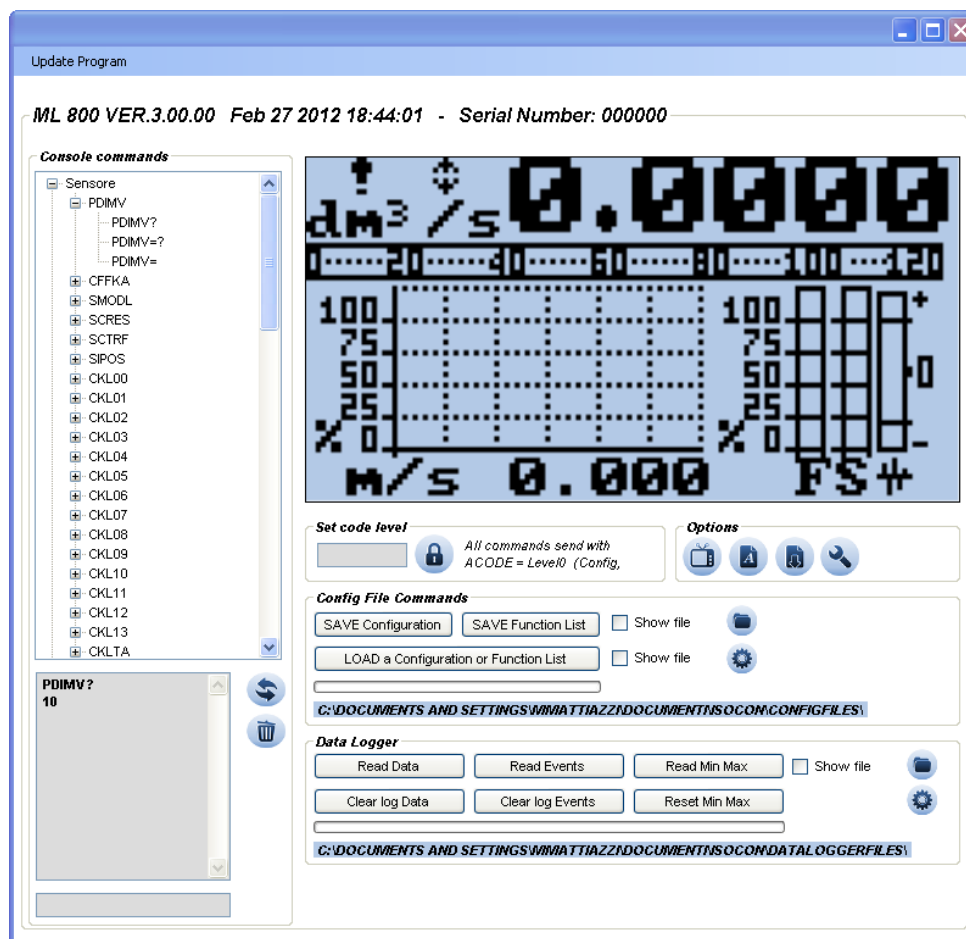 Update Program
ML 800 VER.3.00.00 Feb 27 2012 18:44:01 - Serial Number: 000000
Console commands
Sensore
PDIMV
PDIMV?
PDIMV=?
PDIMV=
CFFKA
SMODL
SCRES
SCTRF
SIPOS
CKL00
CKL01
CKL02
CKL03
CKL04
CKL05
CKL06
CKL07
CKL08
CKL09
CKL10
CKL11
CKL12
CKL13
CKLTA
PDIMV?
10
dm³/s 0.0000
0 20 40 60 80 100 120
100
75
50
25
% 0
100
75
50
25
% 0
+
0
-
m/s 0.000 FS
Set code level
All commands send with
ACODE = Level0 (Config,
Options
A
Config File Commands
SAVE Configuration
SAVE Function List
Show file
LOAD a Configuration or Function List
Show file
C:\DOCUMENTS AND SETTINGS\MMATTIAZZI\DOCUMENTI\ISOCON\CONFIGFILES\
Data Logger
Read Data
Read Events
Read Min Max
Show file
Clear log Data
Clear log Events
Reset Min Max
C:\DOCUMENTS AND SETTINGS\MMATTIAZZI\DOCUMENTI\ISOCON\DATALOGGERFILES\